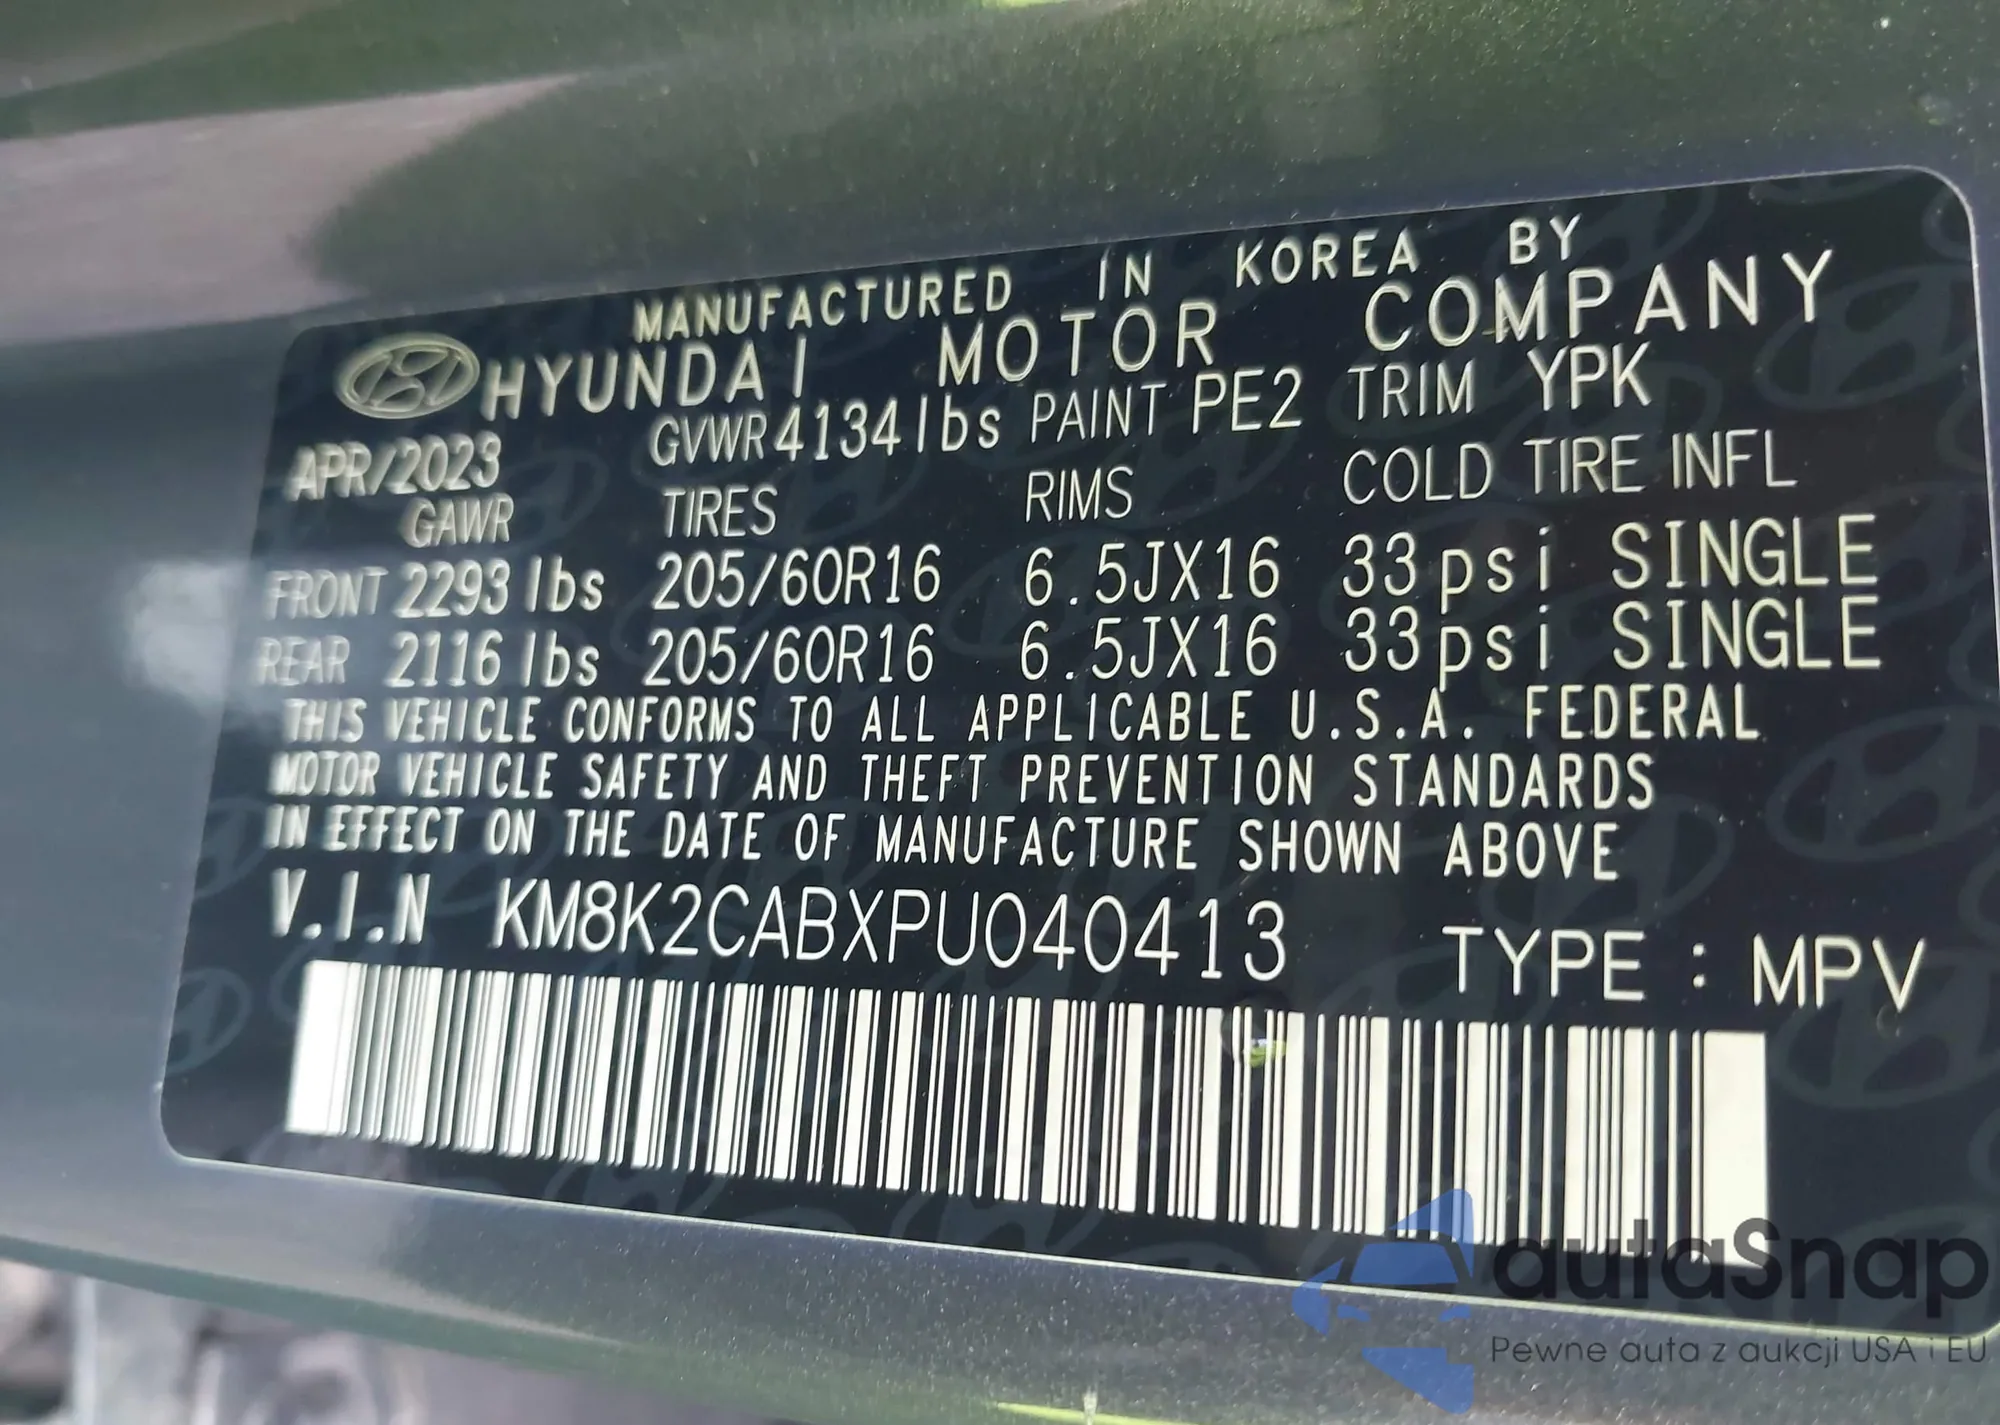 MANUFACTURED IN KOREA BY
HYUNDAI MOTOR COMPANY
APR/2023 GVWR 4134lbs PAINT PE2 TRIM YPK
GAWR TIRES RIMS COLD TIRE INFL
FRONT 2293 lbs 205/60R16 6.5JX16 33psi SINGLE
REAR 2116 lbs 205/60R16 6.5JX16 33psi SINGLE
THIS VEHICLE CONFORMS TO ALL APPLICABLE U.S.A. FEDERAL
MOTOR VEHICLE SAFETY AND THEFT PREVENTION STANDARDS
IN EFFECT ON THE DATE OF MANUFACTURE SHOWN ABOVE
V.I.N KM8K2CABXPU040413 TYPE : MPV
autaSnap
Pewne auta z aukcji USA i EU